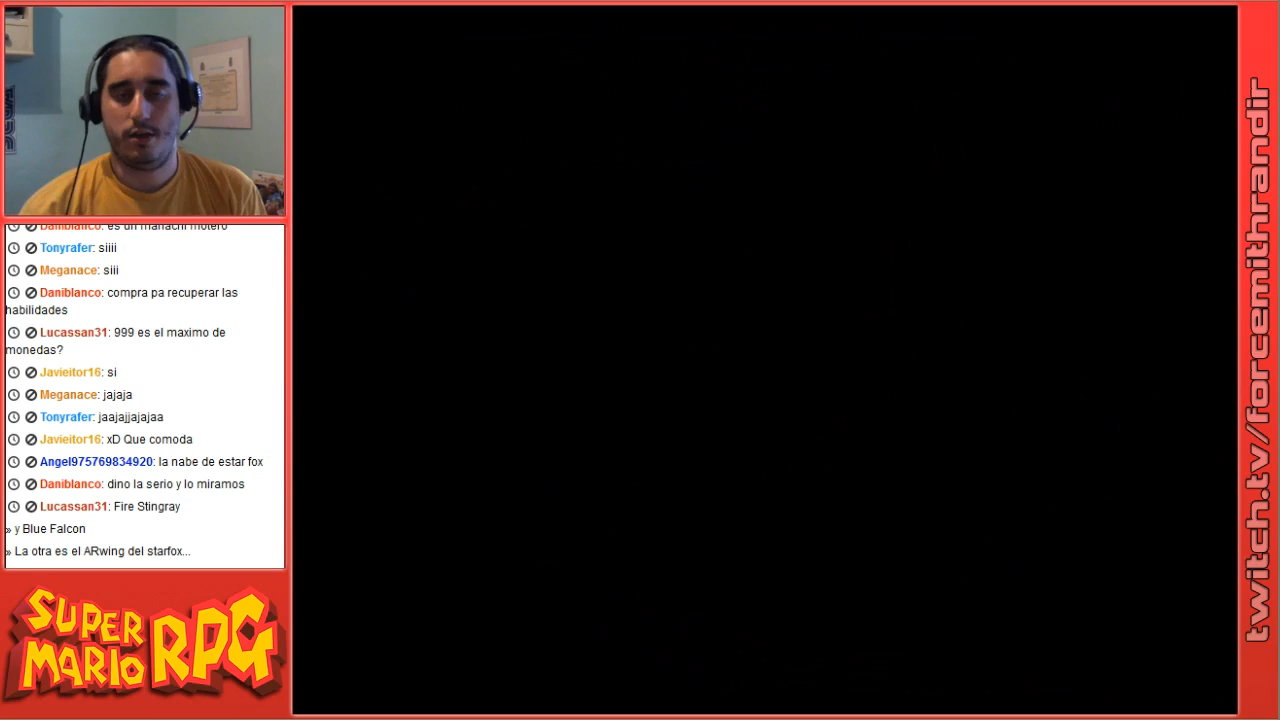 Daniblanco: es un mariachi motero
Tonyrafer: siiii
Meganace: siii
Daniblanco: compra pa recuperar las
habilidades
Lucassan31: 999 es el maximo de
monedas?
Javieitor16: si
Meganace: jajaja
Tonyrafer: jaajajjajajaa
Javieitor16: xD Que comoda
Angel975769834920: la nabe de estar fox
Daniblanco: dino la serio y lo miramos
Lucassan31: Fire Stingray
» y Blue Falcon
» La otra es el ARwing del starfox...
SUPER
MARIO
RPG
twitch.tv/forcemithrandir